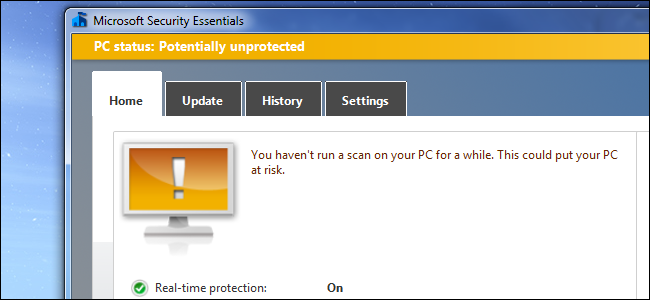 Microsoft Security Essentials
PC status: Potentially unprotected
Home Update History Settings
You haven't run a scan on your PC for a while. This could put your PC
at risk.
Real-time protection: On